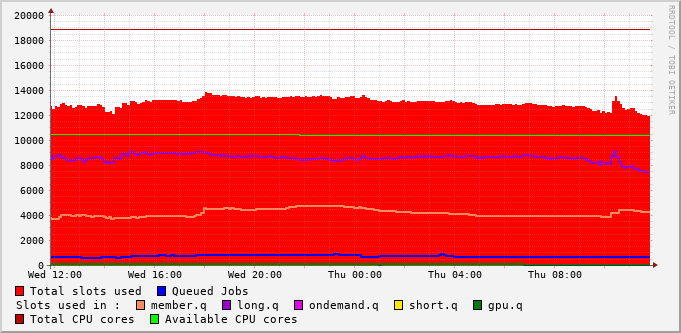 20000
18000
16000
14000
12000
10000
8000
6000
4000
2000
0
Wed 12:00 Wed 16:00 Wed 20:00 Thu 00:00 Thu 04:00 Thu 08:00
Total slots used Queued Jobs
Slots used in : member.q long.q ondemand.q short.q gpu.q
Total CPU cores Available CPU cores
RRDTOOL / TOBI OETIKER